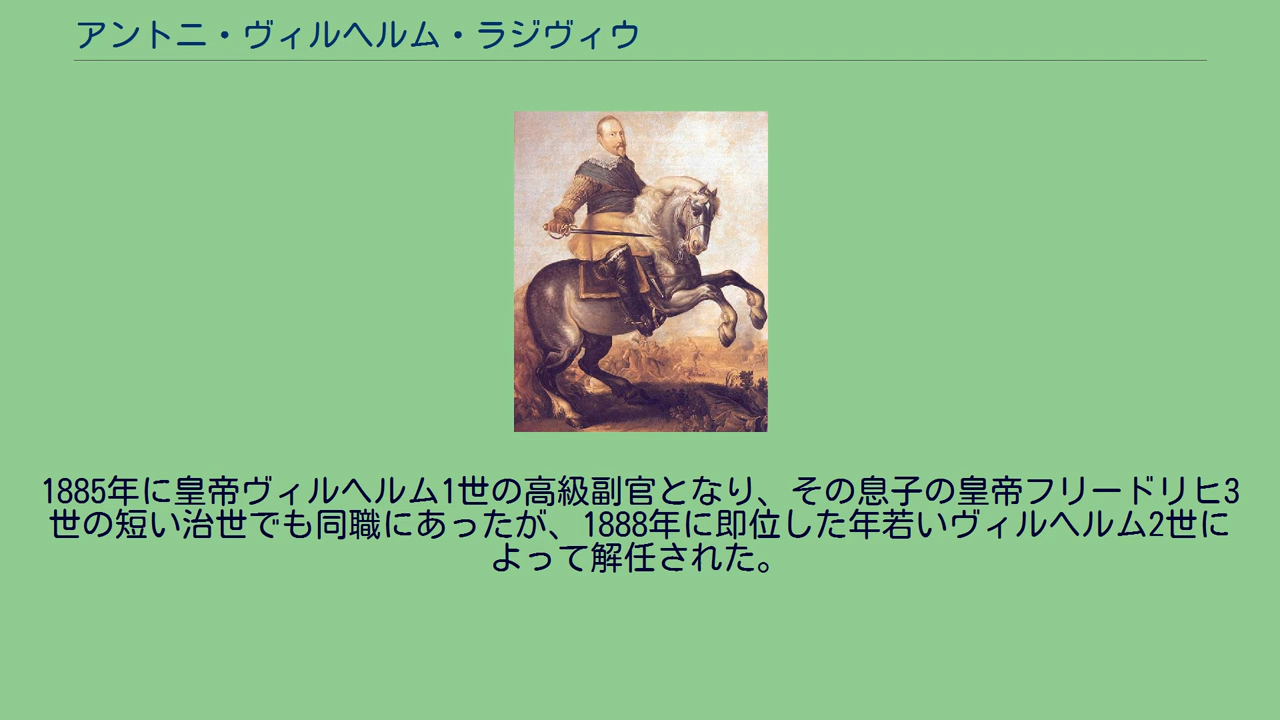 アントニ・ヴィルヘルム・ラジヴィウ
1885年に皇帝ヴィルヘルム1世の高級副官となり、その息子の皇帝フリードリヒ3
世の短い治世でも同職にあったが、1888年に即位した年若いヴィルヘルム2世に
よって解任された。